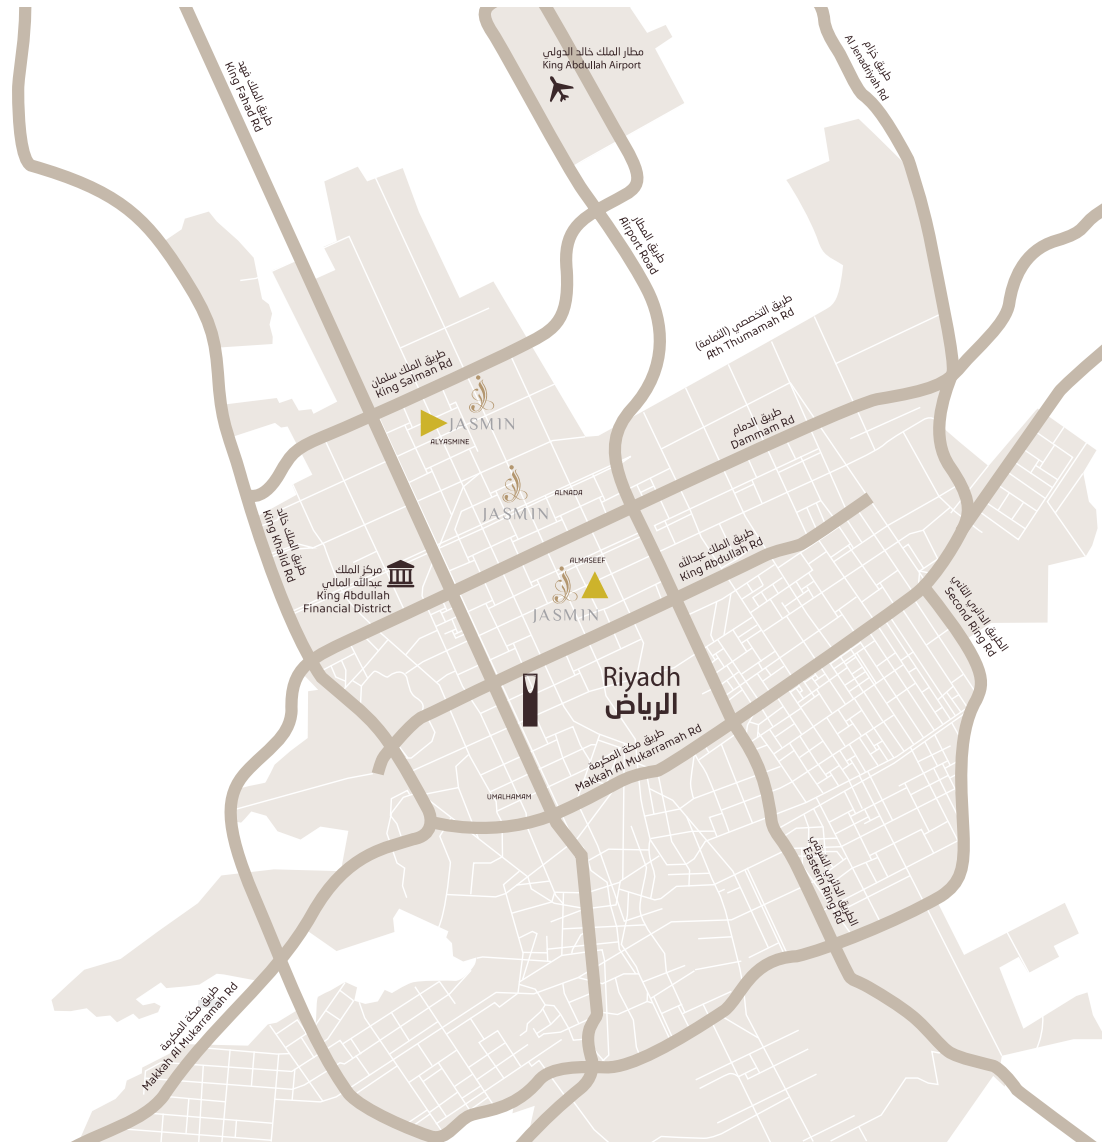 مطار الملك خالد الدولي
King Abdullah Airport
طريق خزام
Al Jenadriyah Rd
طريق الملك فهد
King Fahad Rd
طريق المطار
Airport Road
طريق التخصصي (الثمامة)
Ath Thumamah Rd
طريق الملك سلمان
King Salman Rd
JASMIN
ALYASMINE
طريق الدمام
Dammam Rd
JASMIN
ALNADA
طريق الملك خالد
King Khalid Rd
مركز الملك
عبدالله المالي
King Abdullah
Financial District
ALMASEEF
JASMIN
طريق الملك عبدالله
King Abdullah Rd
الطريق الدائري الثاني
Second Ring Rd
Riyadh
الرياض
طريق مكة المكرمة
Makkah Al Mukarramah Rd
UMALHAMAM
الطريق الدائري الشرقي
Eastern Ring Rd
طريق مكة المكرمة
Makkah Al Mukarramah Rd